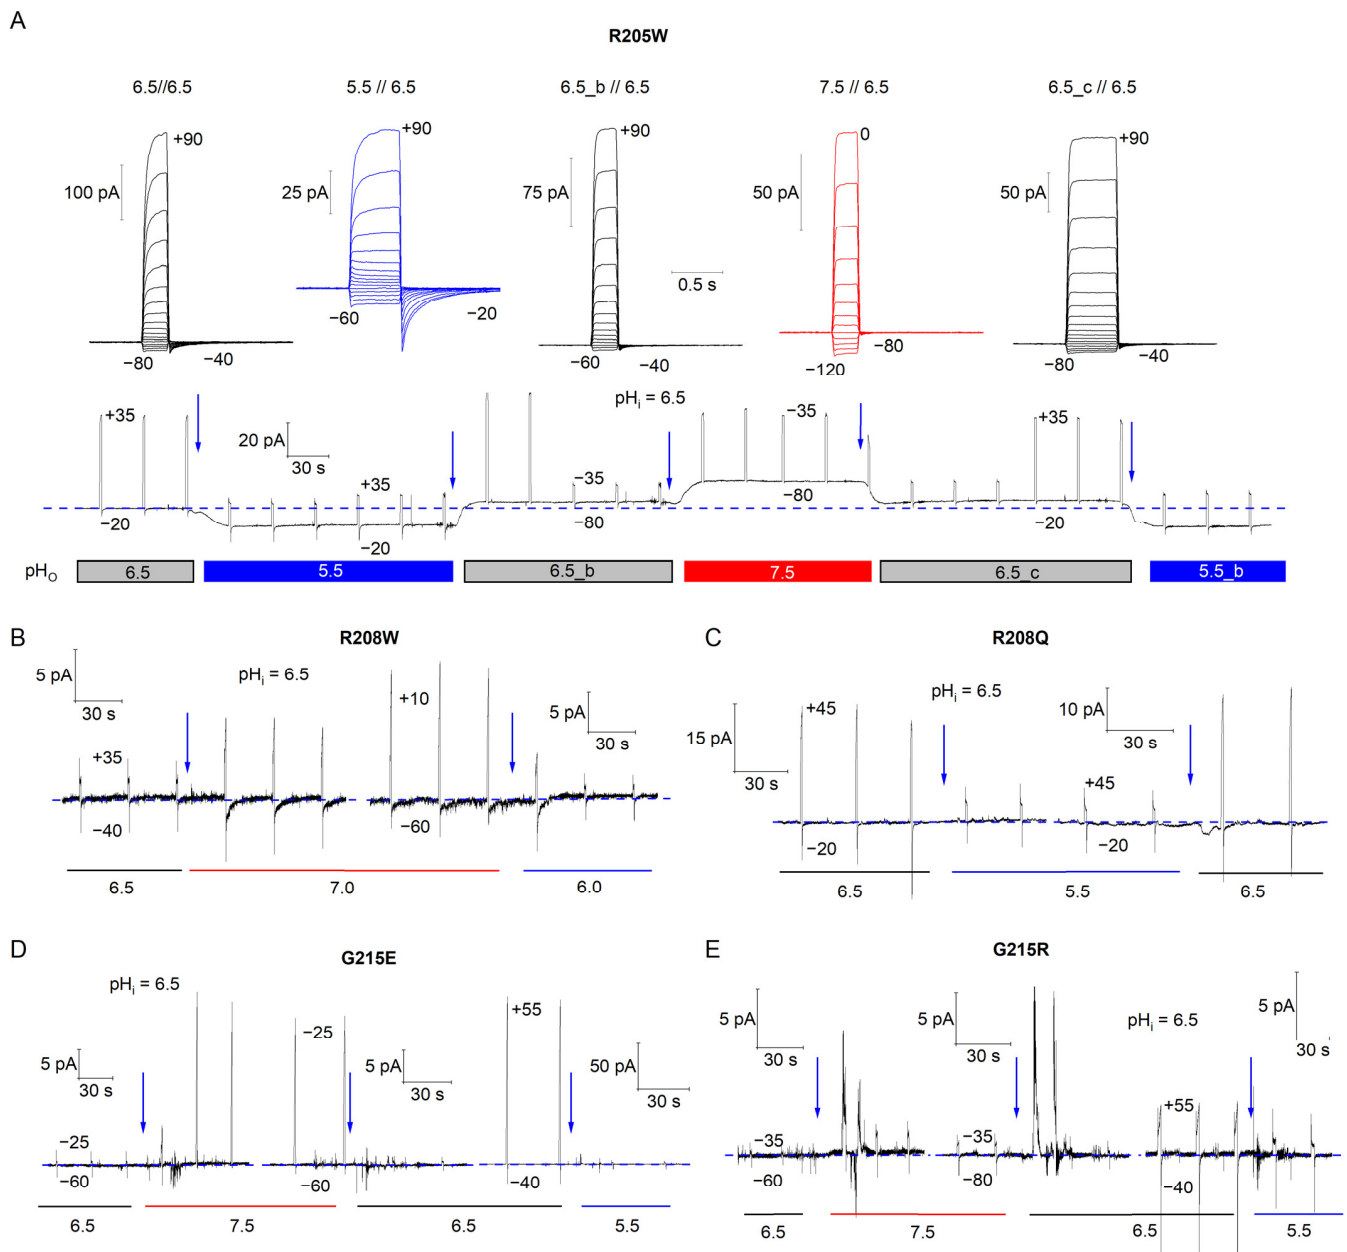 A
R205W
6.5//6.5
5.5 // 6.5
6.5_b // 6.5
7.5 // 6.5
6.5_c // 6.5
+90
+90
+90
0
+90
100 pA
25 pA
75 pA
50 pA
50 pA
0.5 s
−80
−40
−60
−20
−60
−40
−120
−80
−80
−40
pHi = 6.5
+35
20 pA
30 s
+35
−35
−35
+35
−20
−20
−80
−80
−20
pHO
6.5
5.5
6.5_b
7.5
6.5_c
5.5_b
B
R208W
5 pA
30 s
pHi = 6.5
+10
5 pA
30 s
+35
−40
−60
6.5
7.0
6.0
C
R208Q
pHi = 6.5
+45
15 pA
30 s
10 pA
30 s
+45
−20
−20
6.5
5.5
6.5
D
G215E
pHi = 6.5
−25
+55
5 pA
30 s
5 pA
30 s
50 pA
30 s
−25
−60
−60
−40
6.5
7.5
6.5
5.5
E
G215R
5 pA
30 s
5 pA
30 s
pHi = 6.5
5 pA
30 s
−35
−35
+55
−60
−80
−40
6.5
7.5
6.5
5.5